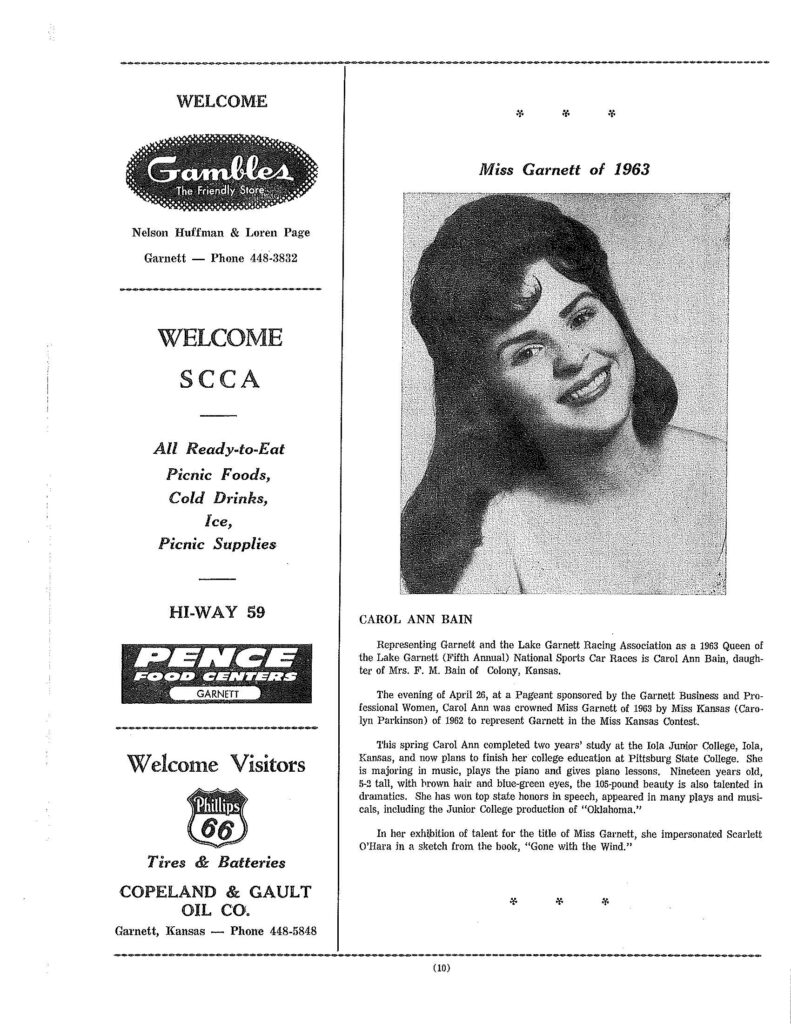 WELCOME
Gambles
The Friendly Store
Nelson Huffman & Loren Page
Garnett — Phone 448-3832
WELCOME
SCCA
All Ready-to-Eat
Picnic Foods,
Cold Drinks,
Ice,
Picnic Supplies
HI-WAY 59
PENCE
FOOD CENTERS
GARNETT
Welcome Visitors
Phillips
66
Tires & Batteries
COPELAND & GAULT
OIL CO.
Garnett, Kansas — Phone 448-5848
* * *
Miss Garnett of 1963
CAROL ANN BAIN
Representing Garnett and the Lake Garnett Racing Association as a 1963 Queen of
the Lake Garnett (Fifth Annual) National Sports Car Races is Carol Ann Bain, daugh-
ter of Mrs. F. M. Bain of Colony, Kansas.
The evening of April 26, at a Pageant sponsored by the Garnett Business and Pro-
fessional Women, Carol Ann was crowned Miss Garnett of 1963 by Miss Kansas (Caro-
lyn Parkinson) of 1962 to represent Garnett in the Miss Kansas Contest.
This spring Carol Ann completed two years' study at the Iola Junior College, Iola,
Kansas, and now plans to finish her college education at Pittsburg State College. She
is majoring in music, plays the piano and gives piano lessons. Nineteen years old,
5-2 tall, with brown hair and blue-green eyes, the 105-pound beauty is also talented in
dramatics. She has won top state honors in speech, appeared in many plays and musi-
cals, including the Junior College production of "Oklahoma."
In her exhibition of talent for the title of Miss Garnett, she impersonated Scarlett
O'Hara in a sketch from the book, "Gone with the Wind."
* * *
(10)